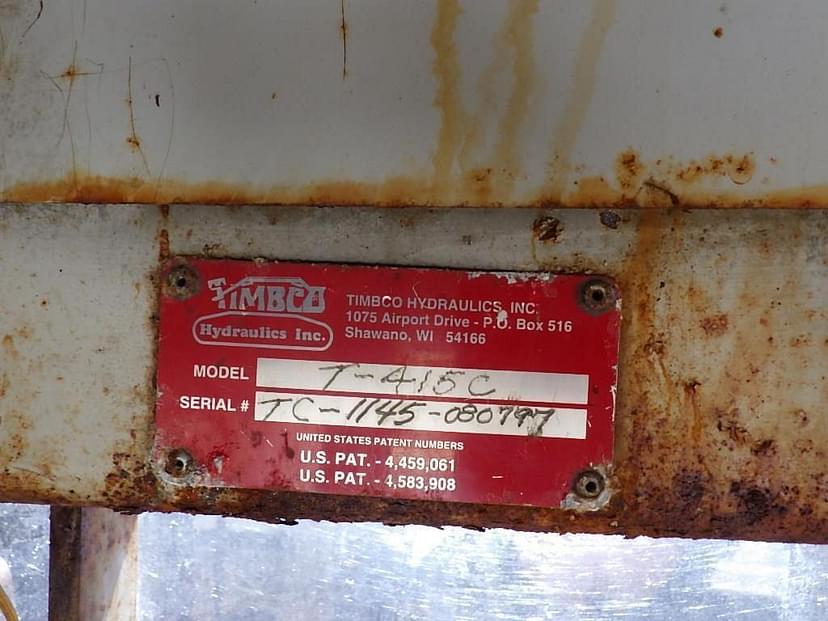 TIMBCO
Hydraulics Inc.
TIMBCO HYDRAULICS, INC.
1075 Airport Drive - P.O. Box 516
Shawano, WI 54166
MODEL T-415C
SERIAL # TC-1145-080797
UNITED STATES PATENT NUMBERS
U.S. PAT. - 4,459,061
U.S. PAT. - 4,583,908